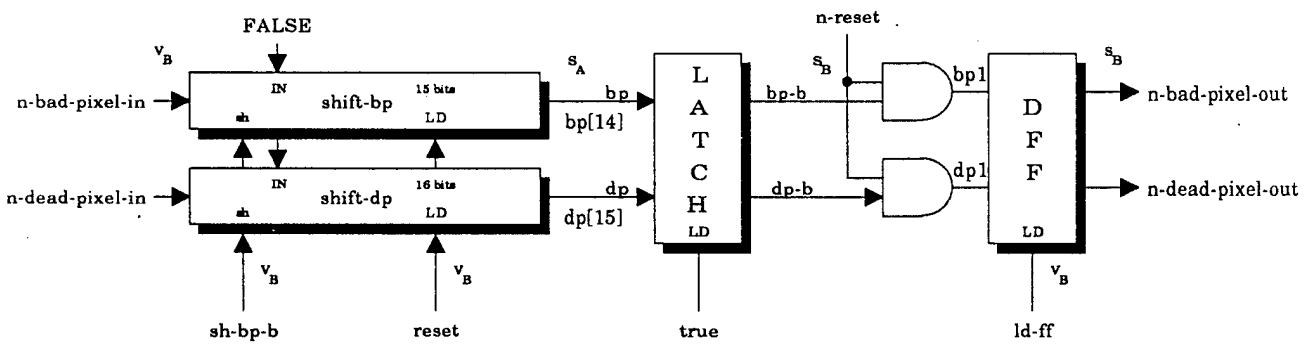 FALSE
n-reset
V_B
S_A
S_B
S_B
n-bad-pixel-in
IN
15 bits
shift-bp
sh
LD
bp
bp[14]
n-dead-pixel-in
IN
16 bits
shift-dp
sh
LD
dp
dp[15]
L
A
T
C
H
LD
bp-b
dp-b
bp1
dp1
D
F
F
LD
n-bad-pixel-out
n-dead-pixel-out
V_B
V_B
V_B
sh-bp-b
reset
true
ld-ff